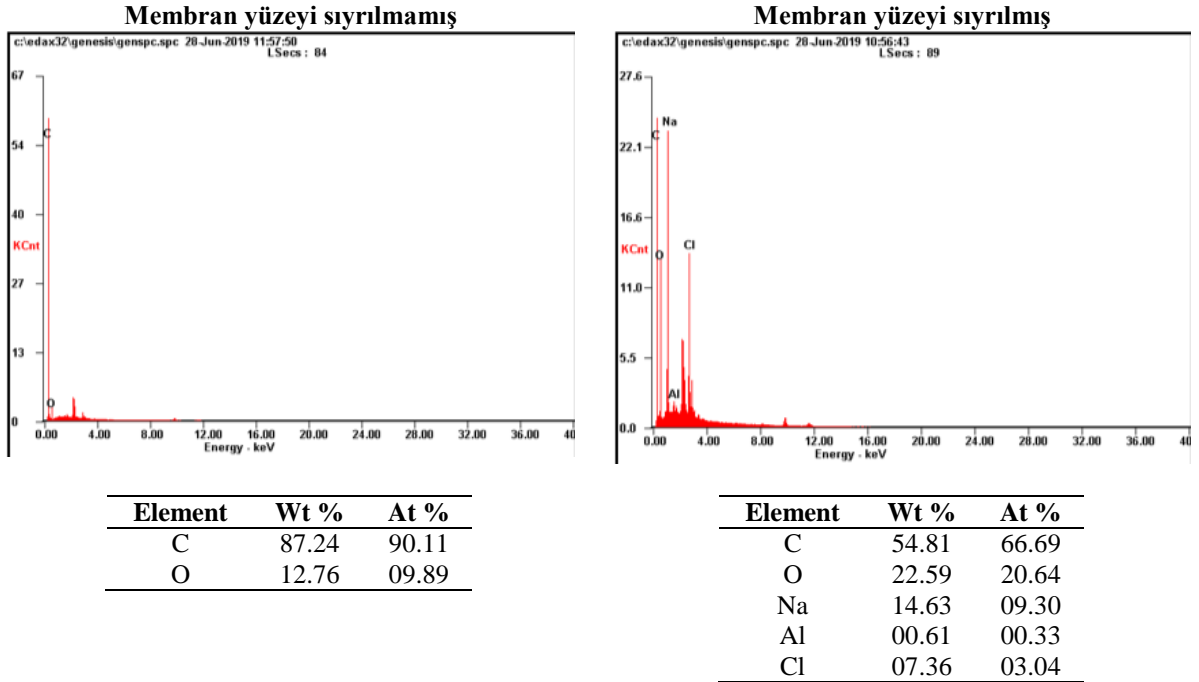 Membran yüzeyi sıyrılmamış
c:\edax32\genesis\genspc.spc 28-Jun-2019 11:57:50
LSecs : 84
67
54
40
27
13
0
KCnt
C
O
0.00 4.00 8.00 12.00 16.00 20.00 24.00 28.00 32.00 36.00 40
Energy - keV
Element Wt % At %
C 87.24 90.11
O 12.76 09.89
Membran yüzeyi sıyrılmış
c:\edax32\genesis\genspc.spc 28-Jun-2019 10:56:43
LSecs : 89
27.6
22.1
16.6
11.0
5.5
0.0
KCnt
C
Na
O
Cl
Al
0.00 4.00 8.00 12.00 16.00 20.00 24.00 28.00 32.00 36.00 40
Energy - keV
Element Wt % At %
C 54.81 66.69
O 22.59 20.64
Na 14.63 09.30
Al 00.61 00.33
Cl 07.36 03.04